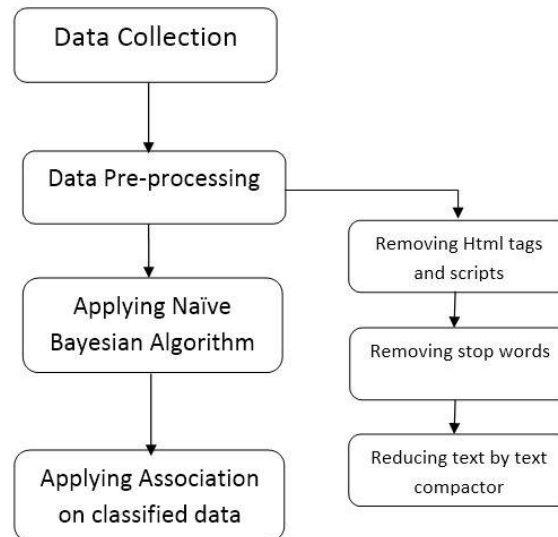 Data Collection
Data Pre-processing
Removing Html tags
and scripts
Applying Naïve
Bayesian Algorithm
Removing stop words
Reducing text by text
compactor
Applying Association
on classified data